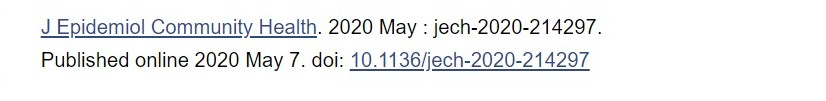 J Epidemiol Community Health. 2020 May : jech-2020-214297.
Published online 2020 May 7. doi: 10.1136/jech-2020-214297